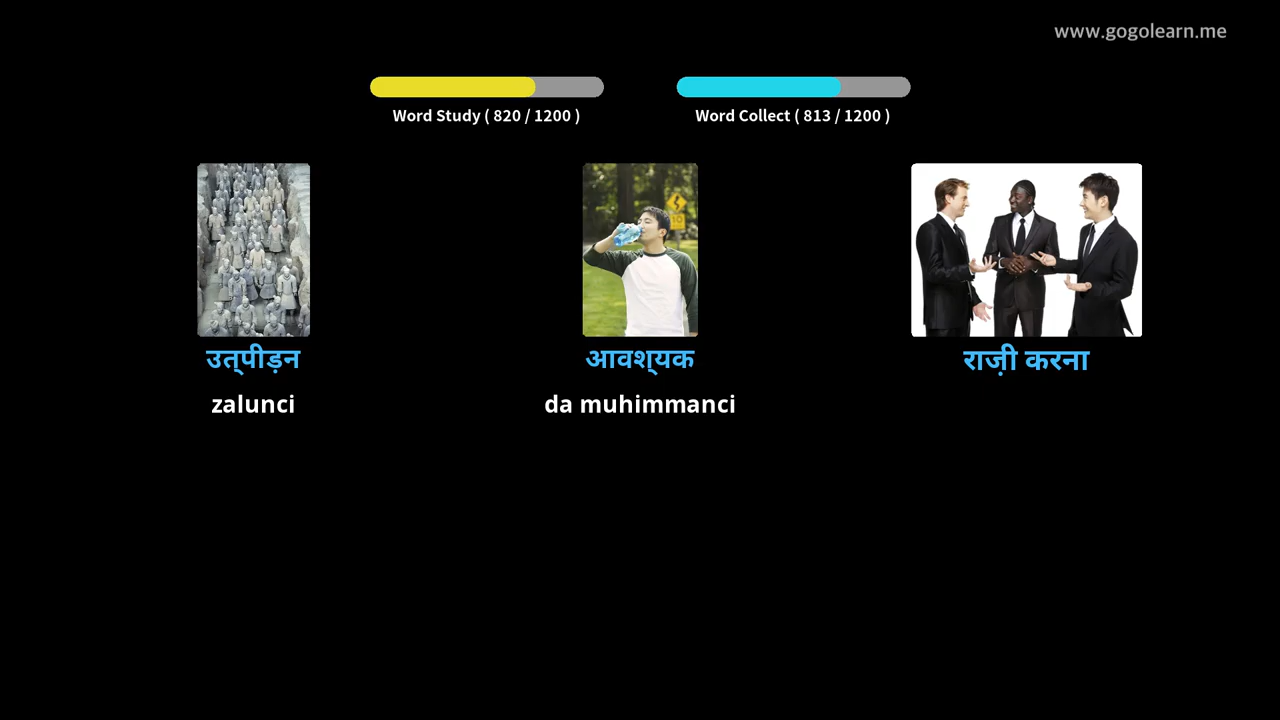 www.gogolearn.me
Word Study ( 820 / 1200 )
Word Collect ( 813 / 1200 )
उत्पीड़न
आवश्यक
राज़ी करना
zalunci
da muhimmanci